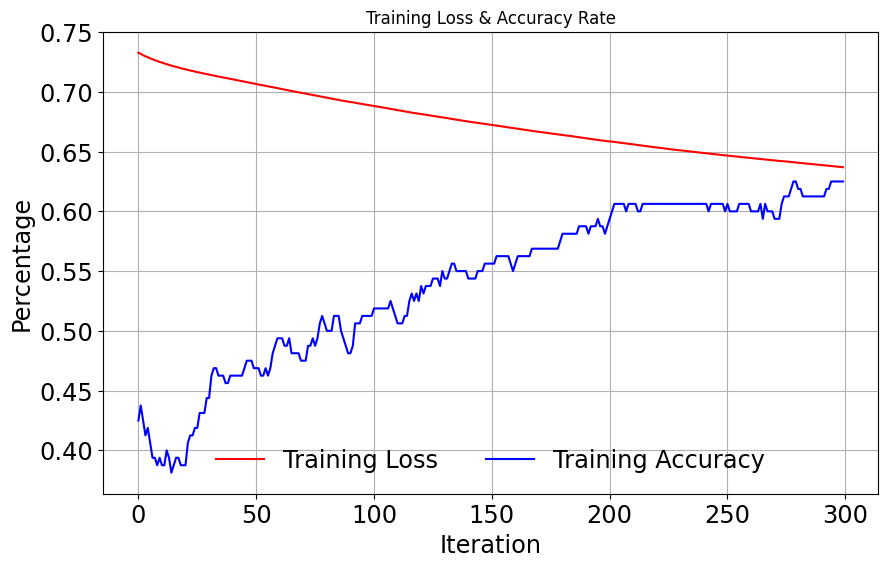 Training Loss & Accuracy Rate
0.75
0.70
0.65
0.60
0.55
0.50
0.45
0.40
Percentage
Training Loss Training Accuracy
0 50 100 150 200 250 300
Iteration